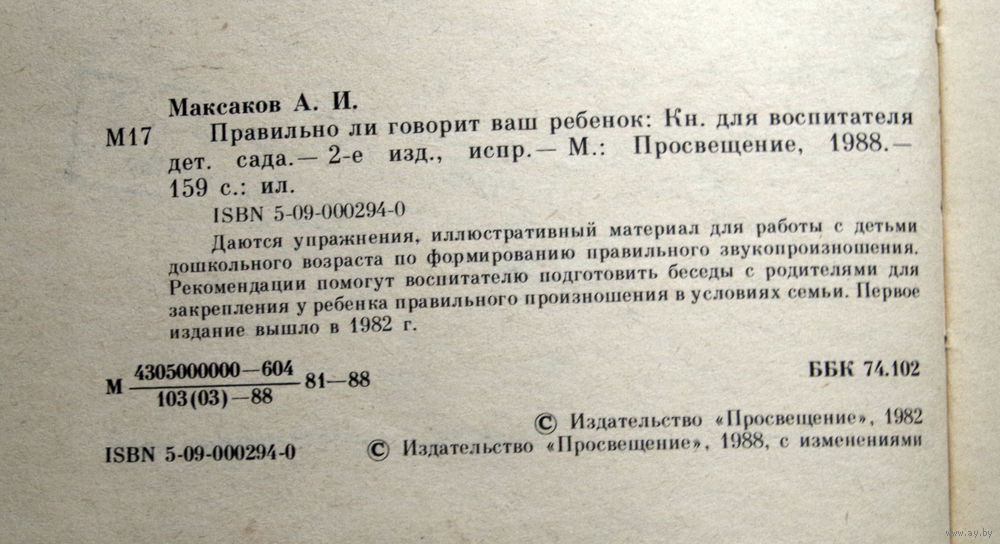 Максаков А. И.
М17 Правильно ли говорит ваш ребенок: Кн. для воспитателя
дет. сада.— 2-е изд., испр.— М.: Просвещение, 1988.—
159 с.: ил.
ISBN 5-09-000294-0
Даются упражнения, иллюстративный материал для работы с детьми
дошкольного возраста по формированию правильного звукопроизношения.
Рекомендации помогут воспитателю подготовить беседы с родителями для
закрепления у ребенка правильного произношения в условиях семьи. Первое
издание вышло в 1982 г.
4305000000—604
М 81—88 ББК 74.102
103(03)—88
© Издательство «Просвещение», 1982
ISBN 5-09-000294-0 © Издательство «Просвещение», 1988, с изменениями
www.ay.by